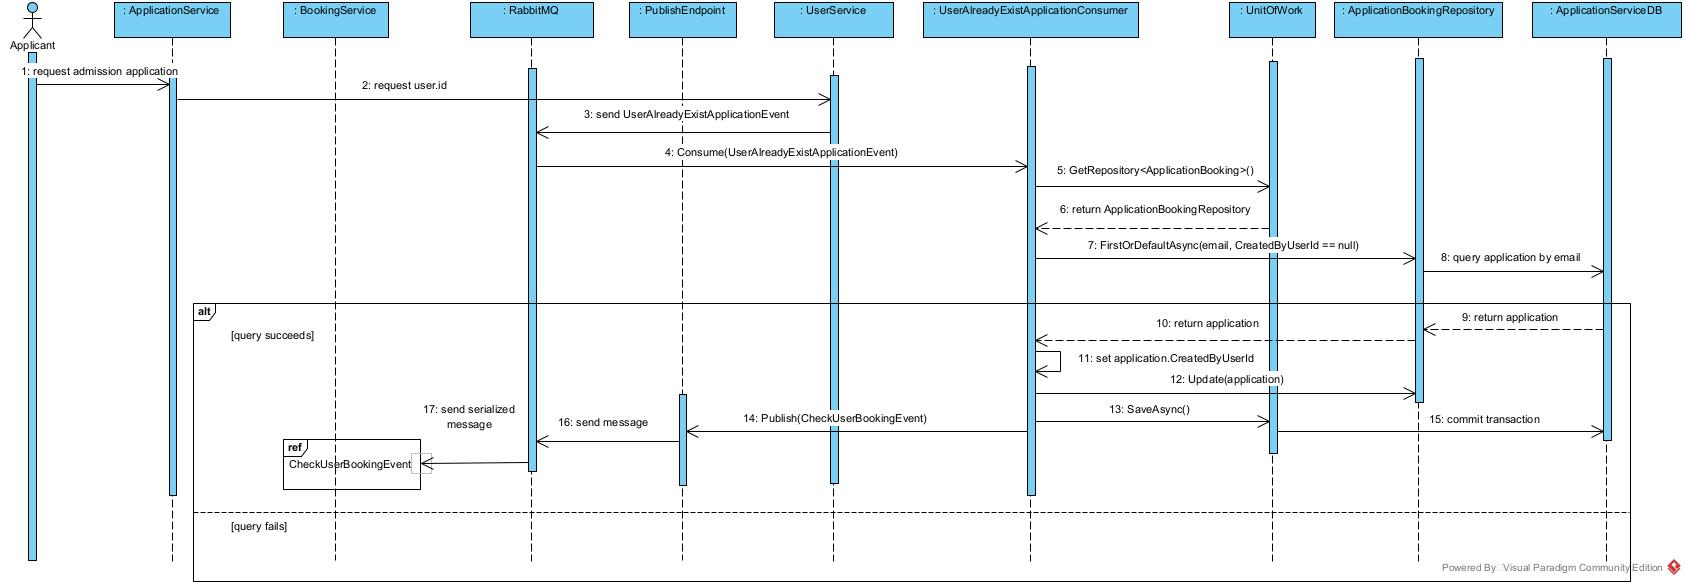 : ApplicationService
: BookingService
: RabbitMQ
: PublishEndpoint
: UserService
: UserAlreadyExistApplicationConsumer
: UnitOfWork
: ApplicationBookingRepository
: ApplicationServiceDB
Applicant
1: request admission application
2: request user.id
3: send UserAlreadyExistApplicationEvent
4: Consume(UserAlreadyExistApplicationEvent)
5: GetRepository<ApplicationBooking>()
6: return ApplicationBookingRepository
7: FirstOrDefaultAsync(email, CreatedByUserId == null)
8: query application by email
alt
[query succeeds]
9: return application
10: return application
11: set application.CreatedByUserId
12: Update(application)
13: SaveAsync()
14: Publish(CheckUserBookingEvent)
15: commit transaction
16: send message
17: send serialized
message
ref
CheckUserBookingEvent
[query fails]
Powered By Visual Paradigm Community Edition